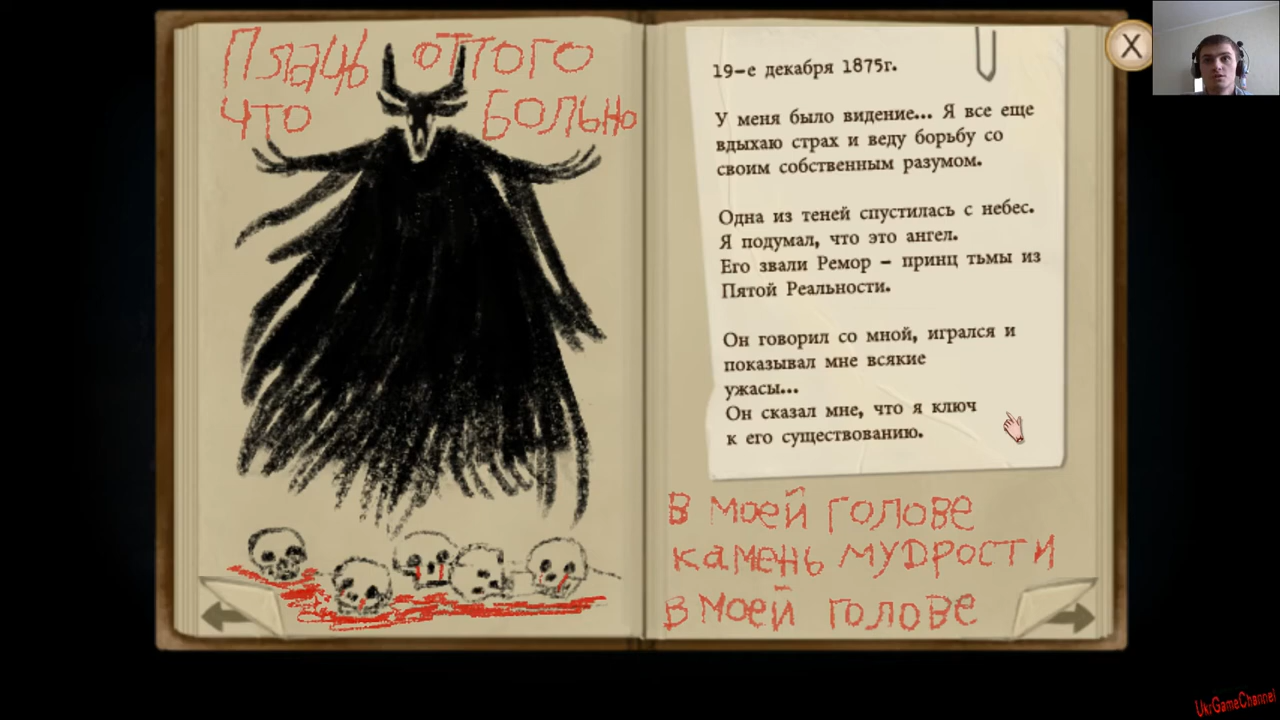 Плачь оттого
что больно
19-е декабря 1875г.
У меня было видение... Я все еще
вдыхаю страх и веду борьбу со
своим собственным разумом.
Одна из теней спустилась с небес.
Я подумал, что это ангел.
Его звали Ремор - принц тьмы из
Пятой Реальности.
Он говорил со мной, игрался и
показывал мне всякие
ужасы...
Он сказал мне, что я ключ
к его существованию.
В моей голове
камень мудрости
В моей голове
X
UkrGameChannel